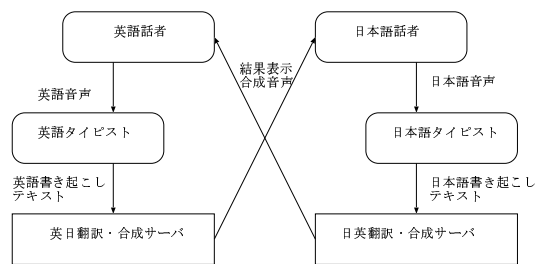 英語話者
日本語話者
結果表示
合成音声
英語音声
日本語音声
英語タイピスト
日本語タイピスト
英語書き起こし
テキスト
日本語書き起こし
テキスト
英日翻訳・合成サーバ
日英翻訳・合成サーバ